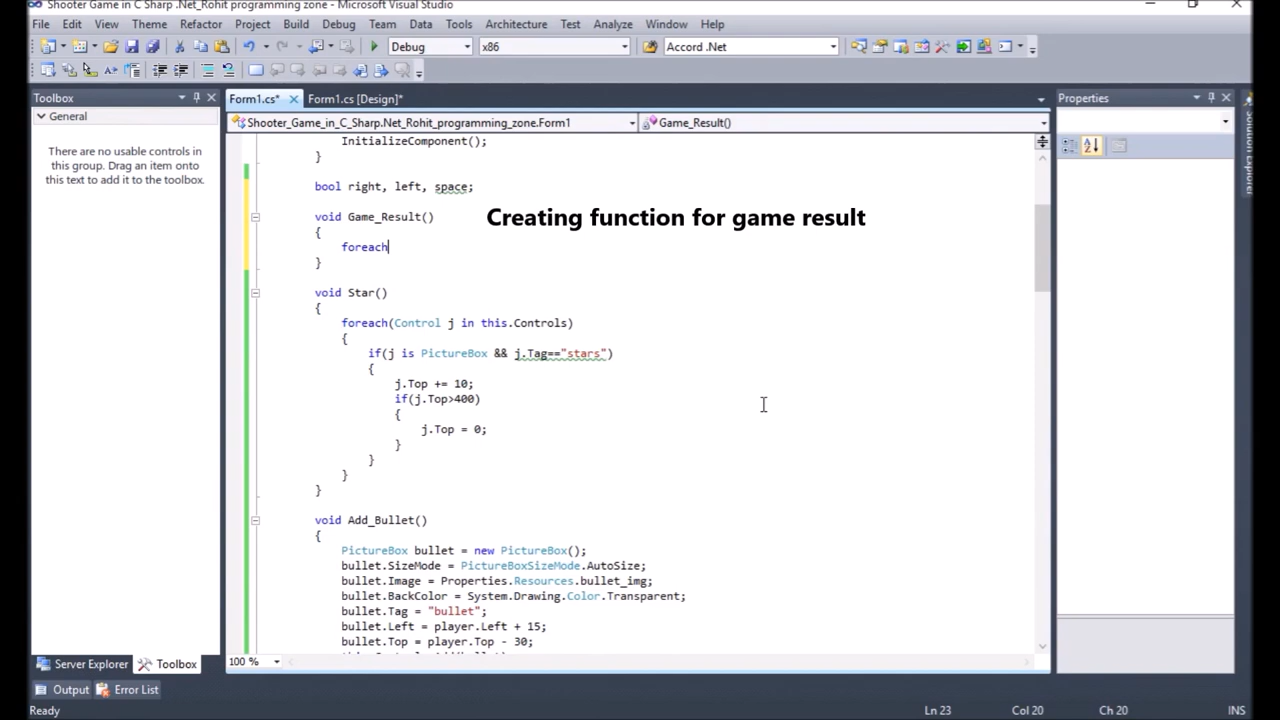 Shooter Game in C Sharp .Net_Rohit programming zone - Microsoft Visual Studio
File Edit View Theme Refactor Project Build Debug Team Data Tools Architecture Test Analyze Window Help
Debug x86 Accord .Net
Toolbox
Form1.cs* Form1.cs [Design]*
Properties
General
Shooter_Game_in_C_Sharp.Net_Rohit_programming_zone.Form1 Game_Result()
There are no usable controls in
this group. Drag an item onto
this text to add it to the toolbox.
InitializeComponent();
}
bool right, left, space;
void Game_Result()
Creating function for game result
{
foreach
}
void Star()
{
foreach(Control j in this.Controls)
{
if(j is PictureBox && j.Tag=="stars")
{
j.Top += 10;
if(j.Top>400)
{
j.Top = 0;
}
}
}
}
void Add_Bullet()
{
PictureBox bullet = new PictureBox();
bullet.SizeMode = PictureBoxSizeMode.AutoSize;
bullet.Image = Properties.Resources.bullet_img;
bullet.BackColor = System.Drawing.Color.Transparent;
bullet.Tag = "bullet";
bullet.Left = player.Left + 15;
bullet.Top = player.Top - 30;
100 %
Server Explorer Toolbox
Output Error List
Ready Ln 23 Col 20 Ch 20 INS